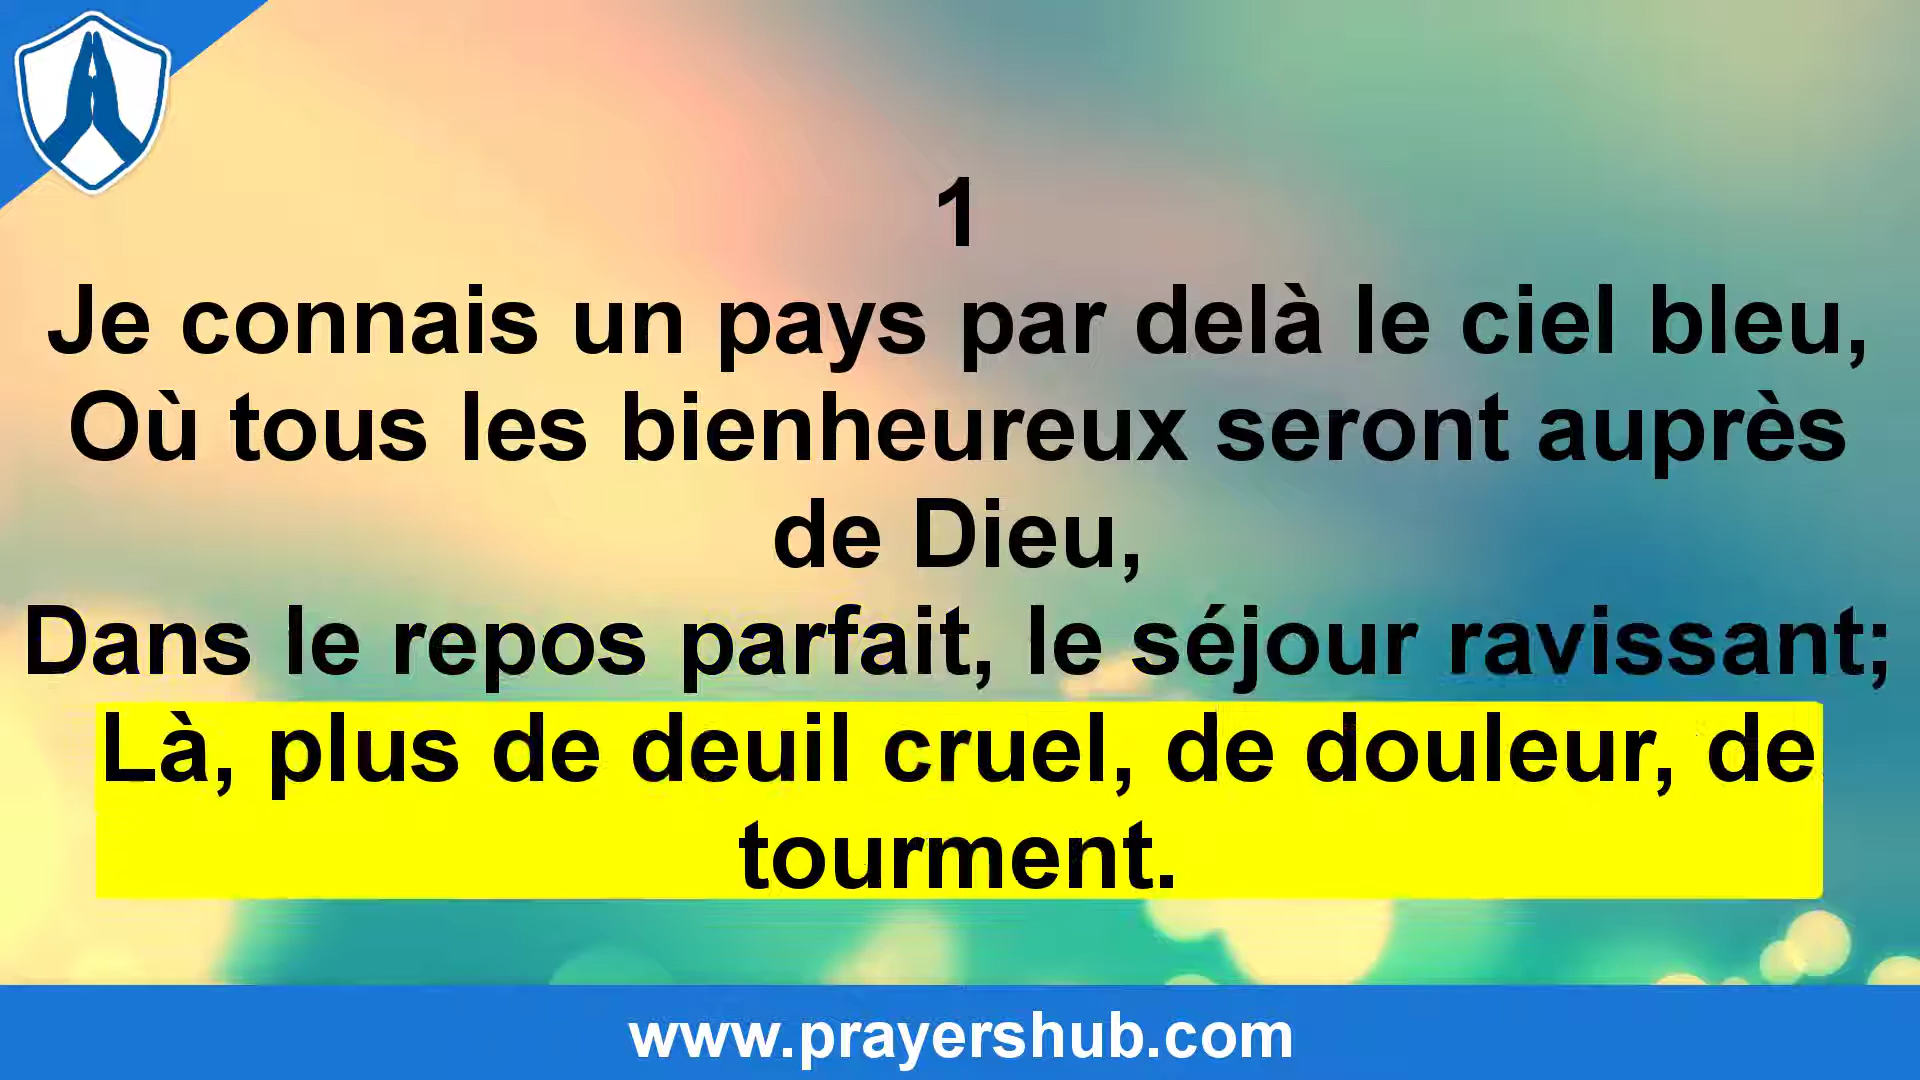 1
Je connais un pays par delà le ciel bleu,
Où tous les bienheureux seront auprès
de Dieu,
Dans le repos parfait, le séjour ravissant;
Là, plus de deuil cruel, de douleur, de
tourment.
www.prayershub.com